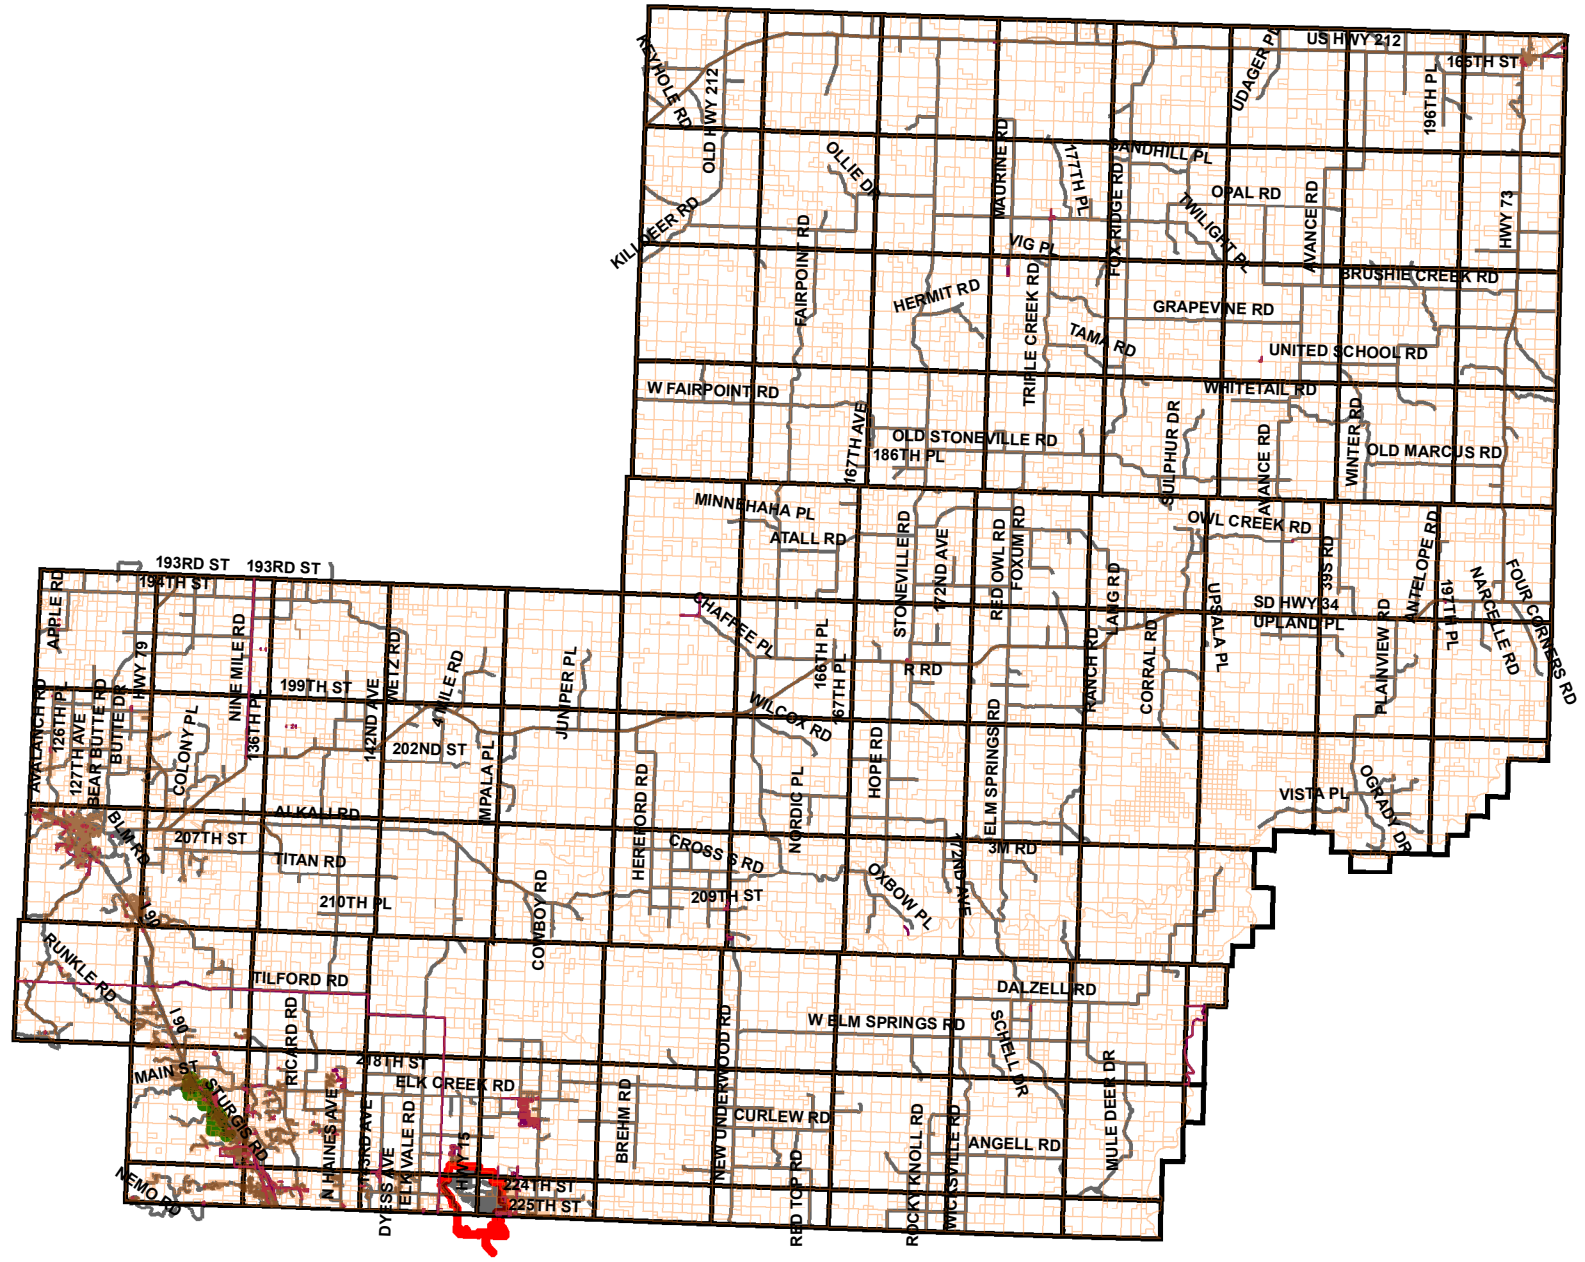 US HWY 212
165TH ST
KEYHOLE RD
OLD HWY 212
UDAGER PL
196TH PL
MAURINE RD
177TH PL
SANDHILL PL
OLLIE DR
FOX RIDGE RD
OPAL RD
TWILIGHT PL
AVANCE RD
HWY 73
KILLDEER RD
FAIRPOINT RD
VIG PL
BRUSHIE CREEK RD
HERMIT RD
TRIPLE CREEK RD
GRAPEVINE RD
TAMA RD
UNITED SCHOOL RD
W FAIRPOINT RD
WHITETAIL RD
167TH AVE
OLD STONEVILLE RD
186TH PL
SULPHUR DR
AVANCE RD
WINTER RD
OLD MARCUS RD
MINNEHAHA PL
ATALL RD
STONEVILLE RD
172ND AVE
RED OWL RD
FOXUM RD
OWL CREEK RD
39S RD
ANTELOPE RD
193RD ST
193RD ST
194TH ST
APPLE RD
LANG RD
UPSALA PL
SD HWY 34
UPLAND PL
197TH PL
NARCELLE RD
FOUR CORNERS RD
CHAFFEE PL
166TH PL
167TH PL
R RD
RANCH RD
CORRAL RD
PLAINVIEW RD
HWY 79
NINE MILE RD
WETZ RD
4 MILE RD
JUNIPER PL
199TH ST
AVALANCH RD
126TH PL
127TH AVE
BEAR BUTTE RD
BUTTE DR
COLONY PL
136TH PL
142ND AVE
202ND ST
IMPALA PL
WILCOX RD
HOPE RD
ELM SPRINGS RD
HEREFORD RD
NORDIC PL
VISTA PL
OGRADY DR
ALKALI RD
BLM RD
207TH ST
TITAN RD
CROSS S RD
3M RD
172ND AVE
210TH PL
COWBOY RD
209TH ST
OXBOW PL
I 90
RUNKLE RD
TILFORD RD
DALZELL RD
I 90
RICARD RD
W ELM SPRINGS RD
SCHELL DR
NEW UNDERWOOD RD
218TH ST
MAIN ST
STURGIS RD
ELK CREEK RD
N HAINES AVE
143RD AVE
ELK VALE RD
BREHM RD
CURLEW RD
ROCKY KNOLL RD
WICKSVILLE RD
ANGELL RD
MULE DEER DR
HWY 15
NEMO RD
DYESS AVE
224TH ST
225TH ST
RED TOP RD